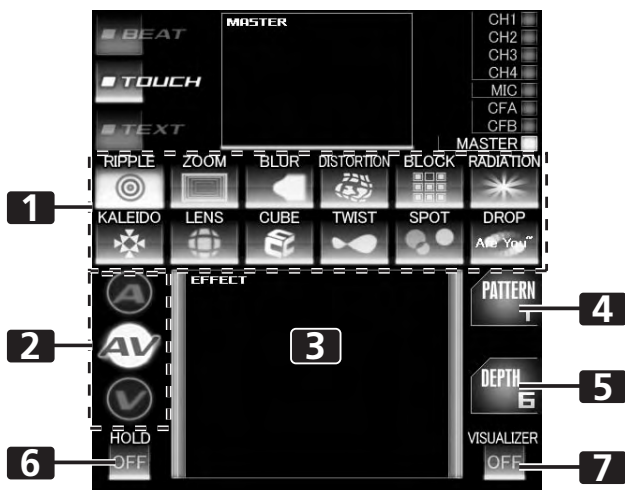 BEAT
MASTER
CH1
CH2
CH3
TOUCH
CH4
MIC
CFA
TEXT
CFB
MASTER
RIPPLE ZOOM BLUR DISTORTION BLOCK RADIATION
1
KALEIDO LENS CUBE TWIST SPOT DROP
Are You~
A
EFFECT
PATTERN
1
4
2
AV
3
DEPTH
6
5
V
HOLD
VISUALIZER
6
OFF
OFF
7